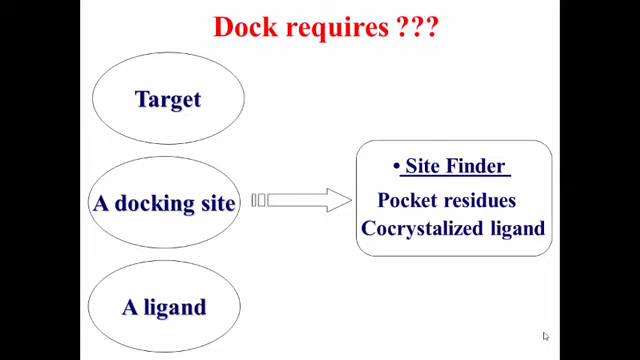 Dock requires ???
Target
A docking site
• Site Finder
Pocket residues
Cocrystalized ligand
A ligand